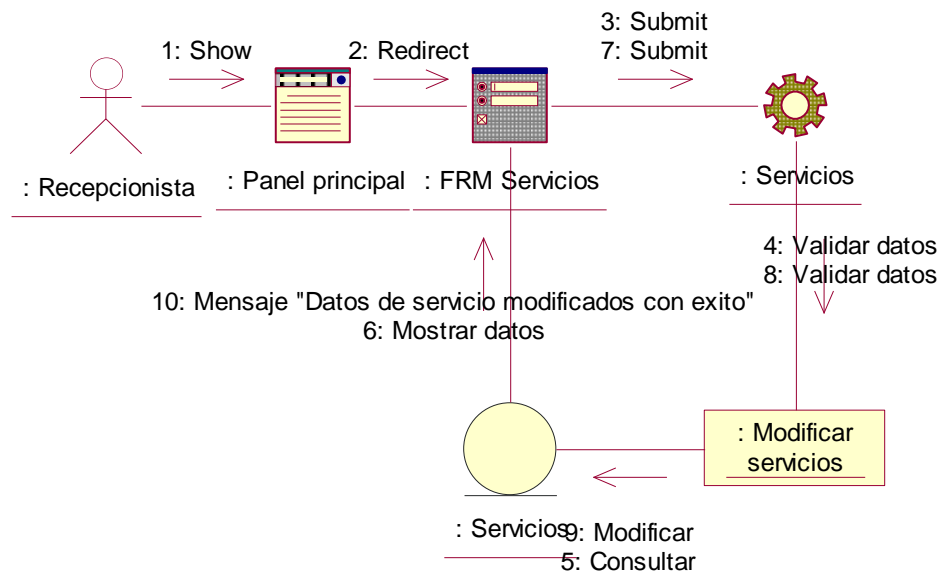 1: Show
2: Redirect
3: Submit
7: Submit
: Recepcionista
: Panel principal
: FRM Servicios
: Servicios
4: Validar datos
8: Validar datos
10: Mensaje "Datos de servicio modificados con exito"
6: Mostrar datos
: Modificar
servicios
: Servicios
9: Modificar
5: Consultar